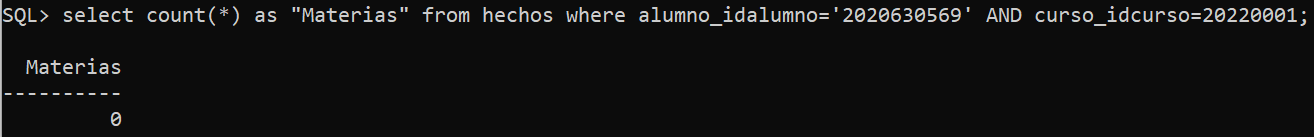 SQL> select count(*) as "Materias" from hechos where alumno_idalumno='2020630569' AND curso_idcurso=20220001;
Materias
----------
0